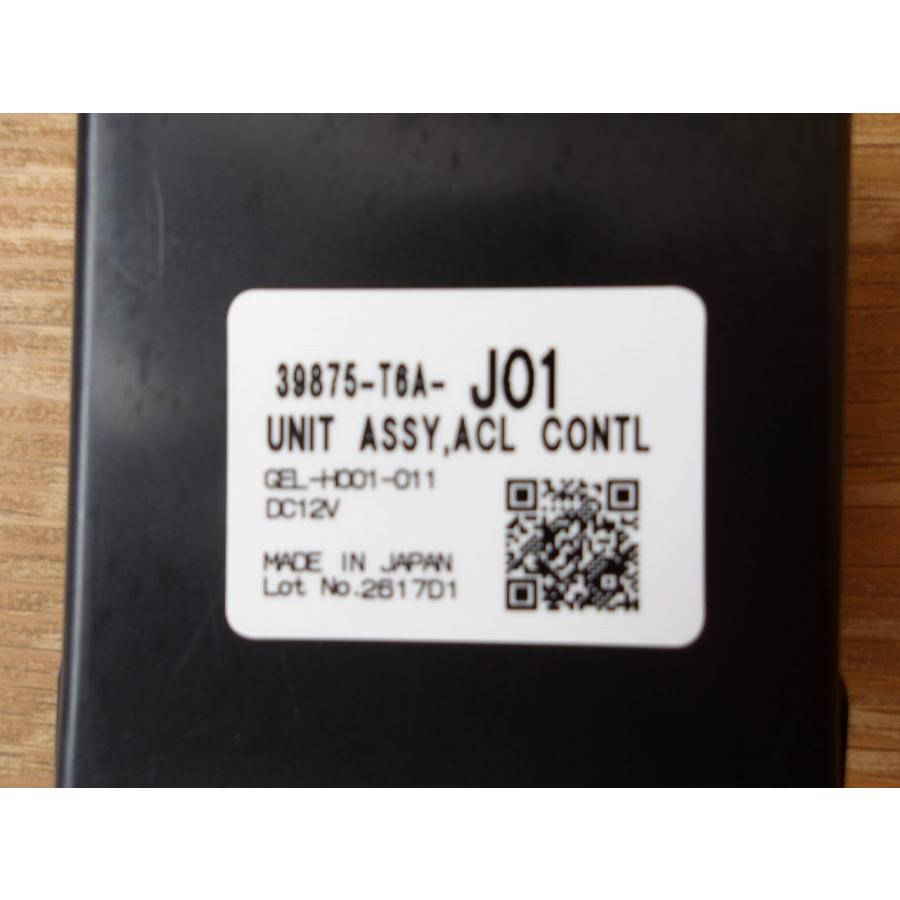 39875-T6A- J01
UNIT ASSY,ACL CONTL
GEL-H001-011
DC12V
MADE IN JAPAN
Lot No.2617D1